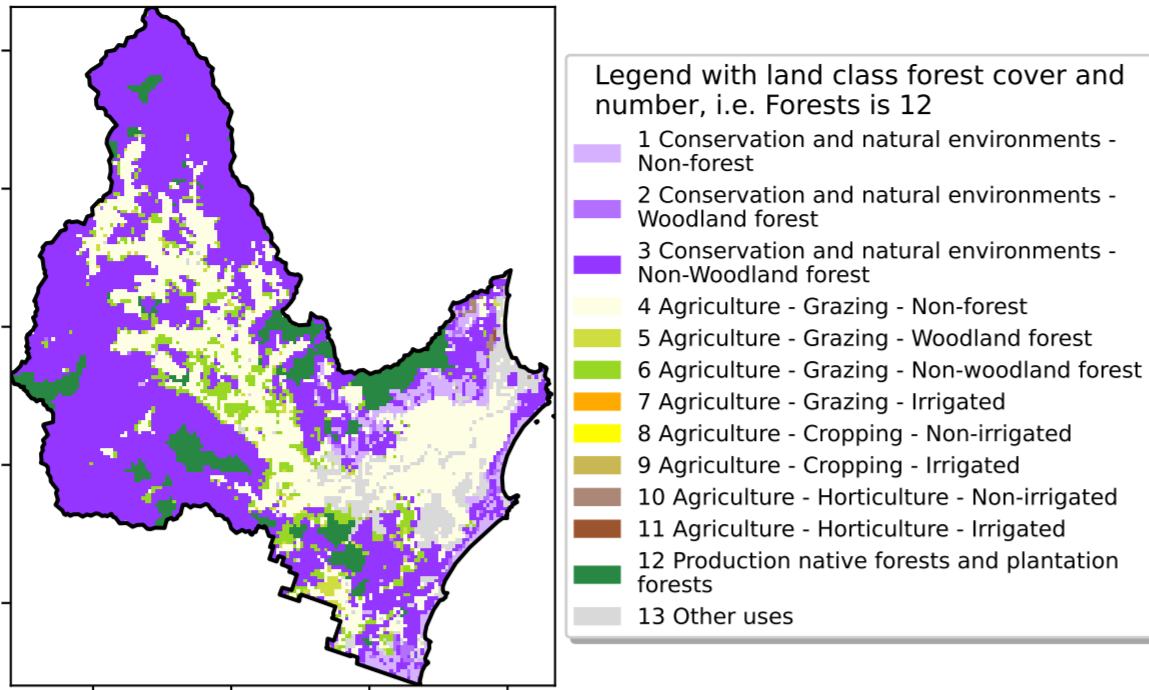 Legend with land class forest cover and
number, i.e. Forests is 12
1 Conservation and natural environments -
Non-forest
2 Conservation and natural environments -
Woodland forest
3 Conservation and natural environments -
Non-Woodland forest
4 Agriculture - Grazing - Non-forest
5 Agriculture - Grazing - Woodland forest
6 Agriculture - Grazing - Non-woodland forest
7 Agriculture - Grazing - Irrigated
8 Agriculture - Cropping - Non-irrigated
9 Agriculture - Cropping - Irrigated
10 Agriculture - Horticulture - Non-irrigated
11 Agriculture - Horticulture - Irrigated
12 Production native forests and plantation
forests
13 Other uses